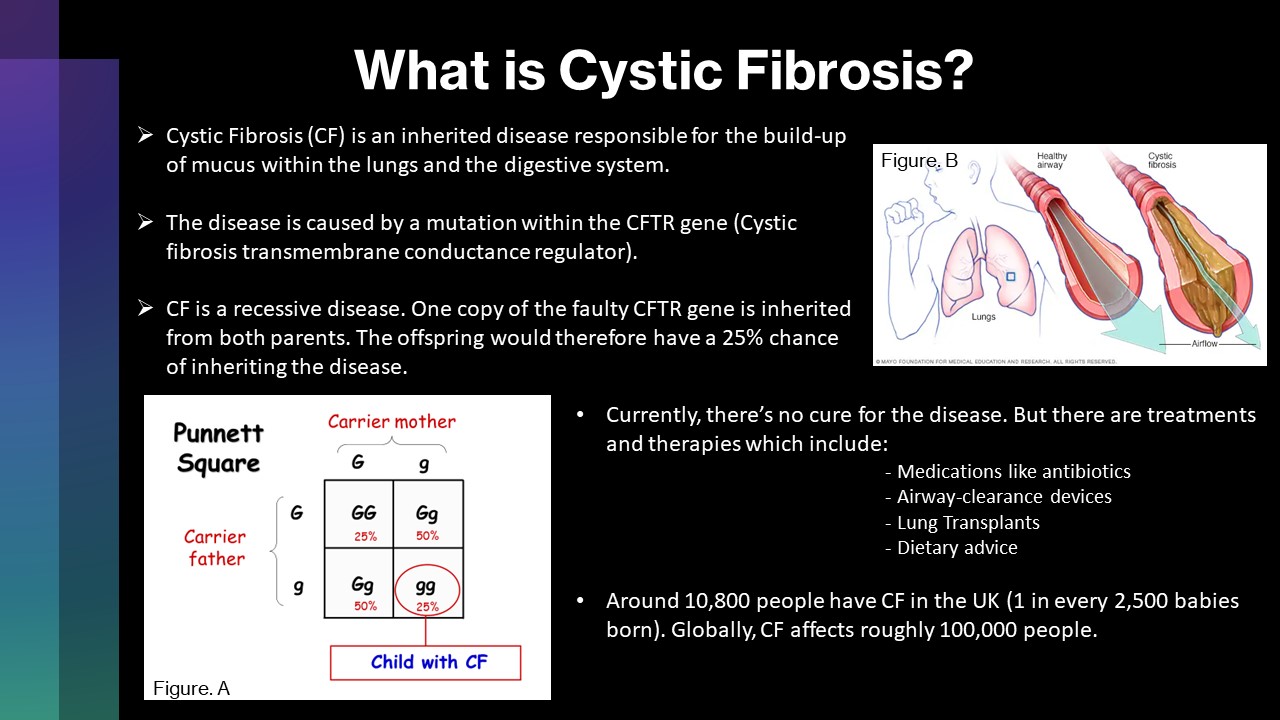 What is Cystic Fibrosis?
➢ Cystic Fibrosis (CF) is an inherited disease responsible for the build-up
of mucus within the lungs and the digestive system.
➢ The disease is caused by a mutation within the CFTR gene (Cystic
fibrosis transmembrane conductance regulator).
➢ CF is a recessive disease. One copy of the faulty CFTR gene is inherited
from both parents. The offspring would therefore have a 25% chance
of inheriting the disease.
Figure. B
Healthy
airway
Cystic
fibrosis
Lungs
Airflow
© MAYO FOUNDATION FOR MEDICAL EDUCATION AND RESEARCH. ALL RIGHTS RESERVED.
Punnett
Square
Carrier mother
G g
Carrier
father
G
GG Gg
25% 50%
g
Gg gg
50% 25%
Child with CF
Figure. A
• Currently, there’s no cure for the disease. But there are treatments
and therapies which include:
- Medications like antibiotics
- Airway-clearance devices
- Lung Transplants
- Dietary advice
• Around 10,800 people have CF in the UK (1 in every 2,500 babies
born). Globally, CF affects roughly 100,000 people.